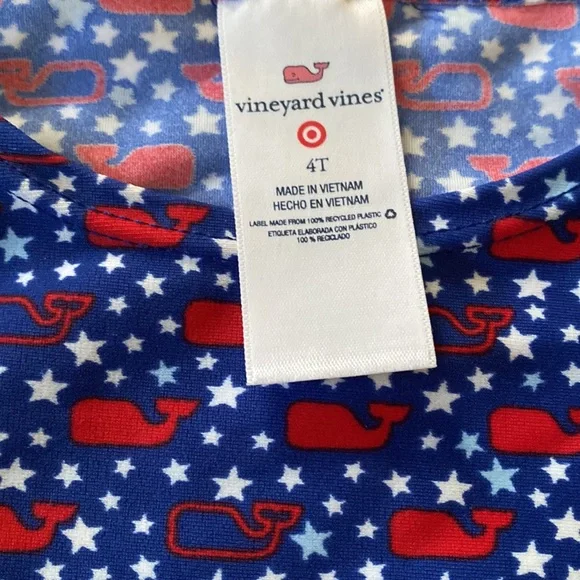 vineyard vines®
4T
MADE IN VIETNAM
HECHO EN VIETNAM
LABEL MADE FROM 100% RECYCLED PLASTIC
ETIQUETA ELABORADA CON PLÁSTICO
100 % RECICLADO